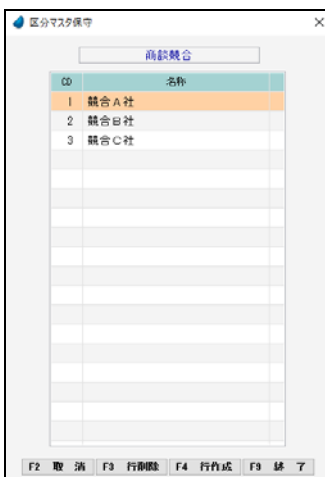 区分マスタ保守
商談競合
CD 名称
1 競合A社
2 競合B社
3 競合C社
F2 取 消 F3 行削除 F4 行作成 F9 終 了